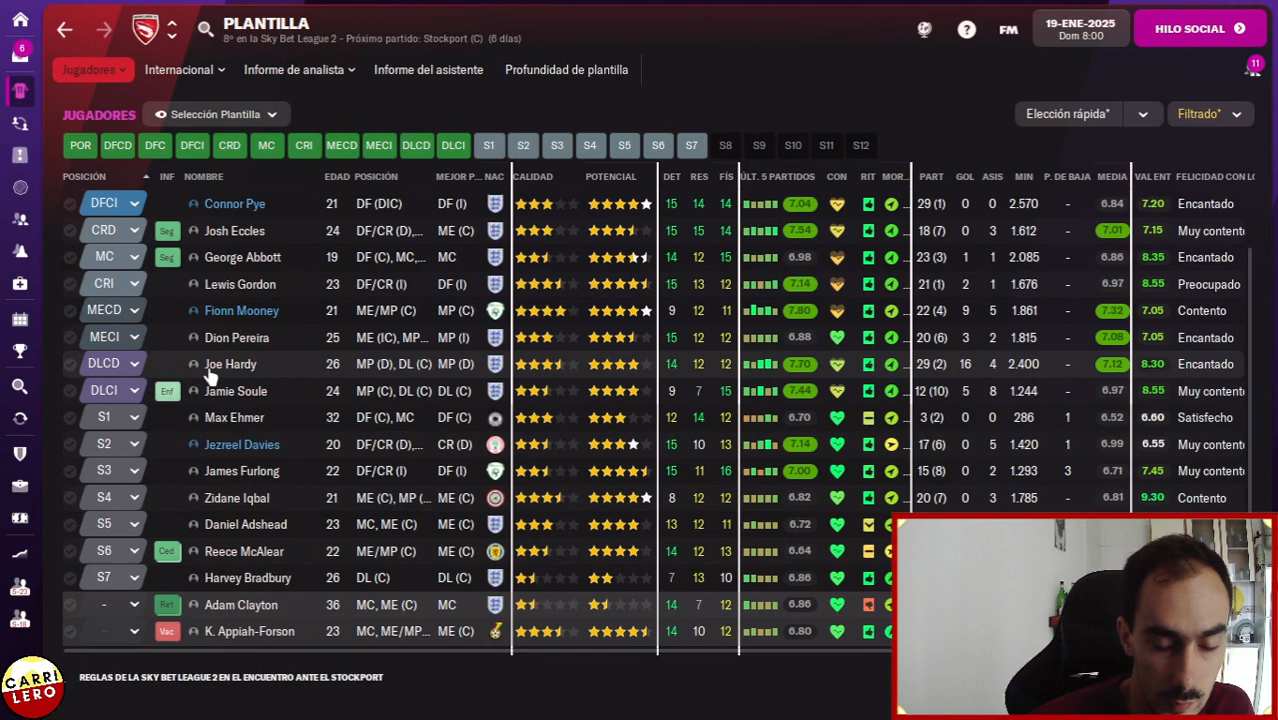 PLANTILLA
8º en la Sky Bet League 2 - Próximo partido: Stockport (C) (6 días)
FM
19-ENE-2025
Dom 8:00
HILO SOCIAL
6
Jugadores
Internacional
Informe de analista
Informe del asistente
Profundidad de plantilla
11
JUGADORES
Selección Plantilla
Elección rápida*
Filtrado*
POR DFCD DFC DFCI CRD MC CRI MECD MECI DLCD DLCI S1 S2 S3 S4 S5 S6 S7 S8 S9 S10 S11 S12
POSICIÓN INF NOMBRE EDAD POSICIÓN MEJOR P... NAC CALIDAD POTENCIAL DET RES FÍS ÚLT. 5 PARTIDOS CON RIT MOR... PART GOL ASIS MIN P. DE BAJA MEDIA VAL ENT FELICIDAD CON LO
DFCI Connor Pye 21 DF (DIC) DF (I) 15 14 14 7.04 29 (1) 0 0 2.570 - 6.84 7.20 Encantado
CRD Seg Josh Eccles 24 DF/CR (D),... ME (C) 15 15 14 7.54 18 (7) 0 3 1.612 - 7.01 7.15 Muy contento
MC Seg George Abbott 19 DF (C), MC,... MC 14 12 15 6.98 23 (3) 1 1 2.085 - 6.86 8.35 Encantado
CRI Lewis Gordon 23 DF/CR (I) DF (I) 15 13 12 7.14 21 (1) 2 1 1.676 - 6.97 8.55 Preocupado
MECD Fionn Mooney 21 ME/MP (C) MP (C) 9 12 11 7.80 22 (4) 9 5 1.861 - 7.32 7.05 Contento
MECI Dion Pereira 25 ME (IC), MP... MP (C) 14 12 12 6.88 20 (6) 3 2 1.815 - 7.08 7.05 Encantado
DLCD Joe Hardy 26 MP (D), DL (C) MP (D) 14 12 12 7.70 29 (2) 16 4 2.400 - 7.12 8.30 Encantado
DLCI Enf Jamie Soule 24 MP (C), DL (C) DL (C) 9 7 15 7.44 12 (10) 5 8 1.244 - 6.97 8.55 Muy contento
S1 Max Ehmer 32 DF (C), MC DF (C) 12 14 12 6.70 3 (2) 0 0 286 1 6.52 6.60 Satisfecho
S2 Jezreel Davies 20 DF/CR (D),... CR (D) 15 10 13 7.14 17 (6) 0 5 1.420 1 6.99 6.55 Muy contento
S3 James Furlong 22 DF/CR (I) DF (I) 15 11 16 7.00 15 (8) 0 2 1.293 3 6.71 7.45 Muy contento
S4 Zidane Iqbal 21 ME (C), MP (... ME (C) 8 12 12 6.82 20 (7) 0 3 1.785 - 6.81 9.30 Contento
S5 Daniel Adshead 23 MC, ME (C) ME (C) 13 12 11 6.72
S6 Ced Reece McAlear 22 ME/MP (C) ME (C) 14 12 13 6.64
S7 Harvey Bradbury 26 DL (C) DL (C) 7 13 10 6.86
- Ret Adam Clayton 36 MC, ME (C) MC 14 7 12 6.86
- Vac K. Appiah-Forson 23 MC, ME/MP... ME (C) 14 10 12 6.80
REGLAS DE LA SKY BET LEAGUE 2 EN EL ENCUENTRO ANTE EL STOCKPORT
S-23
S-18
CARRI
LERO